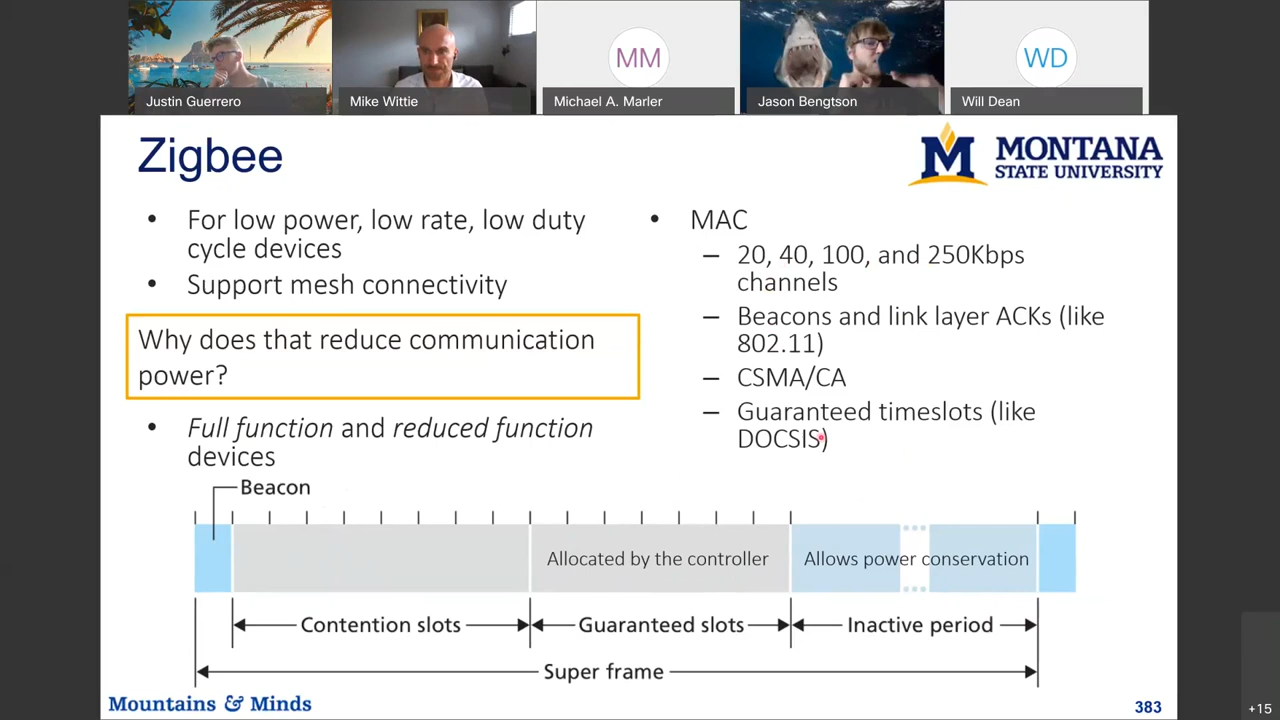 MM
WD
Justin Guerrero
Mike Wittie
Michael A. Marler
Jason Bengtson
Will Dean
Zigbee
MONTANA
STATE UNIVERSITY
• For low power, low rate, low duty
cycle devices
• Support mesh connectivity
Why does that reduce communication
power?
• Full function and reduced function
devices
• MAC
– 20, 40, 100, and 250Kbps
channels
– Beacons and link layer ACKs (like
802.11)
– CSMA/CA
– Guaranteed timeslots (like
DOCSIS)
Beacon
Allocated by the controller
Allows power conservation
Contention slots
Guaranteed slots
Inactive period
Super frame
Mountains & Minds
383
+15